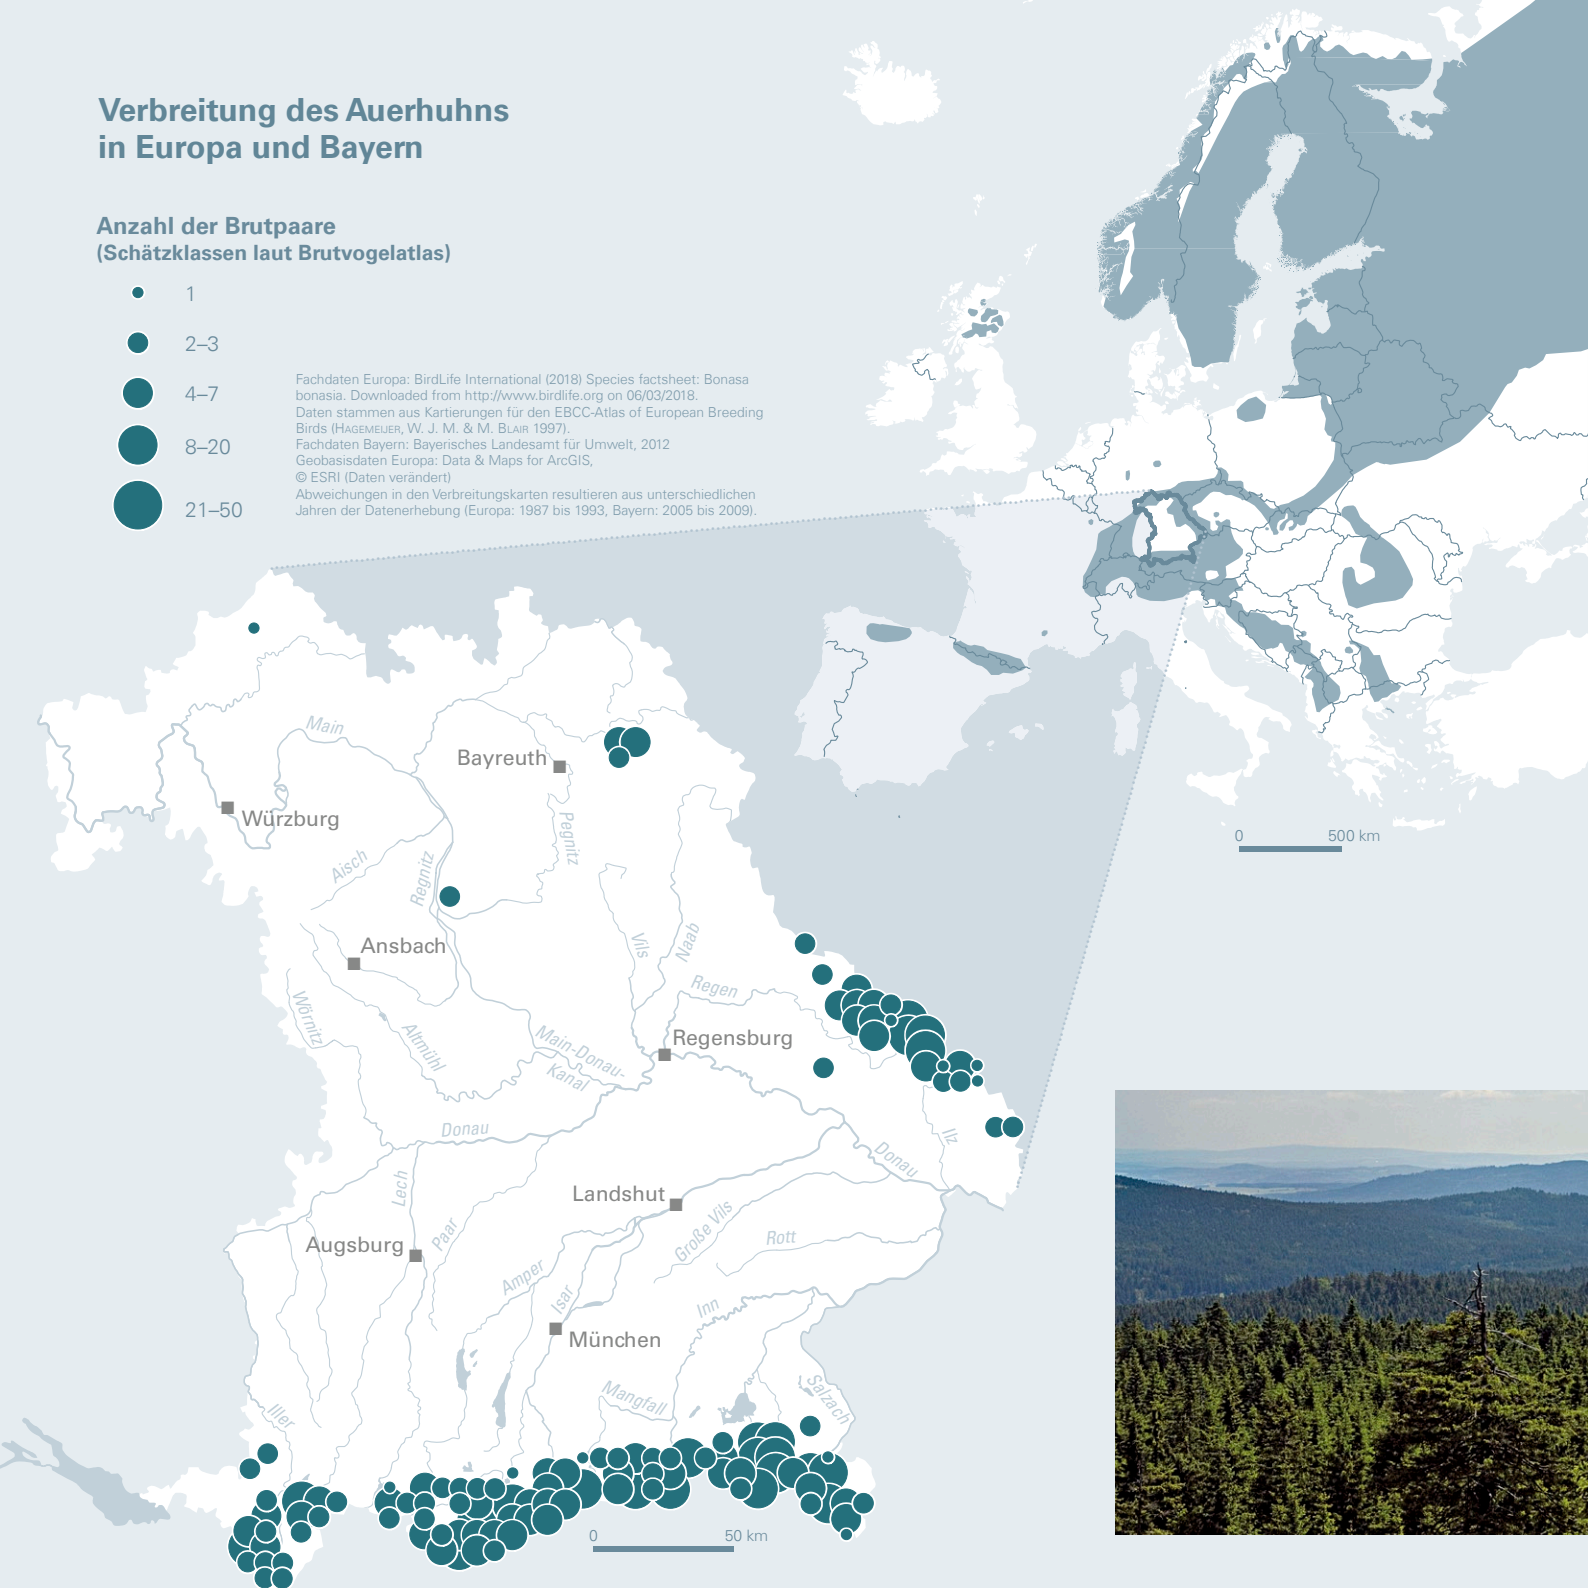 Verbreitung des Auerhuhns
in Europa und Bayern
Anzahl der Brutpaare
(Schätzklassen laut Brutvogelatlas)
1
2–3
4–7
8–20
21–50
Fachdaten Europa: BirdLife International (2018) Species factsheet: Bonasa
bonasia. Downloaded from http://www.birdlife.org on 06/03/2018.
Daten stammen aus Kartierungen für den EBCC-Atlas of European Breeding
Birds (Hagemeijer, W. J. M. & M. Blair 1997).
Fachdaten Bayern: Bayerisches Landesamt für Umwelt, 2012
Geobasisdaten Europa: Data & Maps for ArcGIS,
© ESRI (Daten verändert)
Abweichungen in den Verbreitungskarten resultieren aus unterschiedlichen
Jahren der Datenerhebung (Europa: 1987 bis 1993, Bayern: 2005 bis 2009).
Main
Bayreuth
Würzburg
Pegnitz
Aisch
Regnitz
Ansbach
Vils
Naab
Regen
Wörnitz
Altmühl
Main-Donau-
Kanal
Regensburg
Donau
Ilz
Donau
Lech
Landshut
Paar
Große Vils
Rott
Augsburg
Amper
Isar
Inn
München
Mangfall
Salzach
Iller
0 50 km
0 500 km